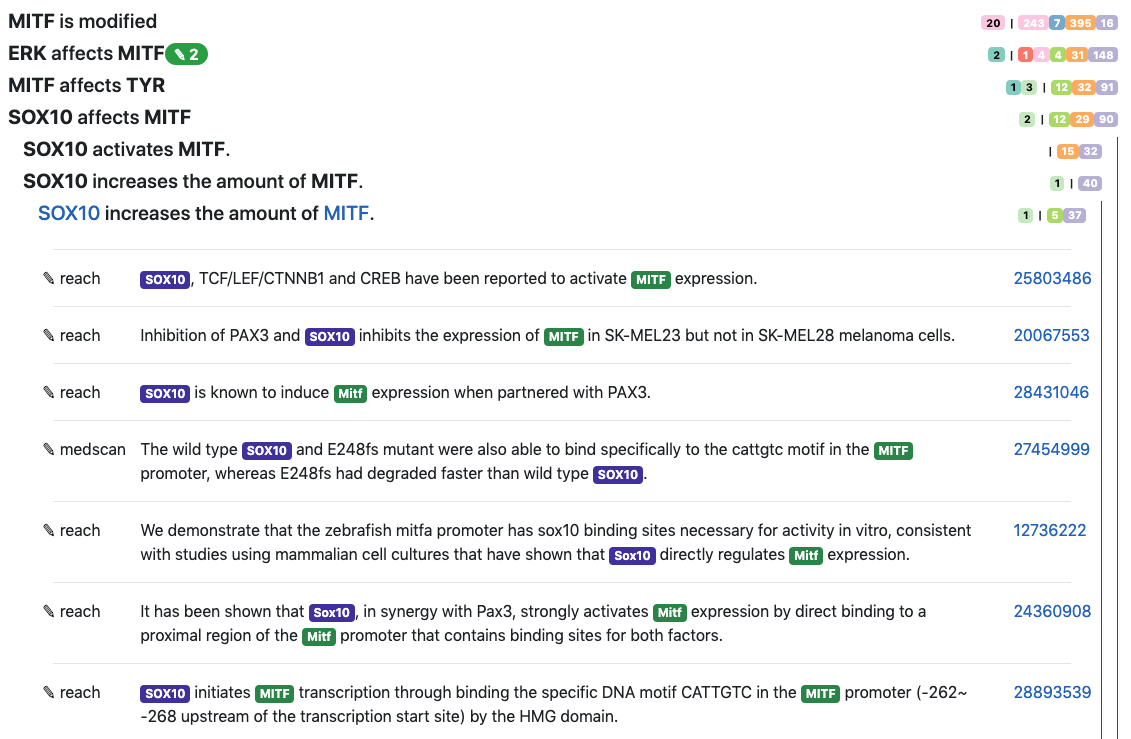 MITF is modified 20 | 243 7 395 16
ERK affects MITF ✎ 2 2 | 1 4 4 31 148
MITF affects TYR 1 3 | 12 32 91
SOX10 affects MITF 2 | 12 29 90
SOX10 activates MITF. | 15 32
SOX10 increases the amount of MITF. 1 | 40
SOX10 increases the amount of MITF. 1 | 5 37
✎ reach SOX10, TCF/LEF/CTNNB1 and CREB have been reported to activate MITF expression. 25803486
✎ reach Inhibition of PAX3 and SOX10 inhibits the expression of MITF in SK-MEL23 but not in SK-MEL28 melanoma cells. 20067553
✎ reach SOX10 is known to induce Mitf expression when partnered with PAX3. 28431046
✎ medscan The wild type SOX10 and E248fs mutant were also able to bind specifically to the cattgtc motif in the MITF 27454999
promoter, whereas E248fs had degraded faster than wild type SOX10.
✎ reach We demonstrate that the zebrafish mitfa promoter has sox10 binding sites necessary for activity in vitro, consistent 12736222
with studies using mammalian cell cultures that have shown that Sox10 directly regulates Mitf expression.
✎ reach It has been shown that Sox10, in synergy with Pax3, strongly activates Mitf expression by direct binding to a 24360908
proximal region of the Mitf promoter that contains binding sites for both factors.
✎ reach SOX10 initiates MITF transcription through binding the specific DNA motif CATTGTC in the MITF promoter (-262~ 28893539
-268 upstream of the transcription start site) by the HMG domain.